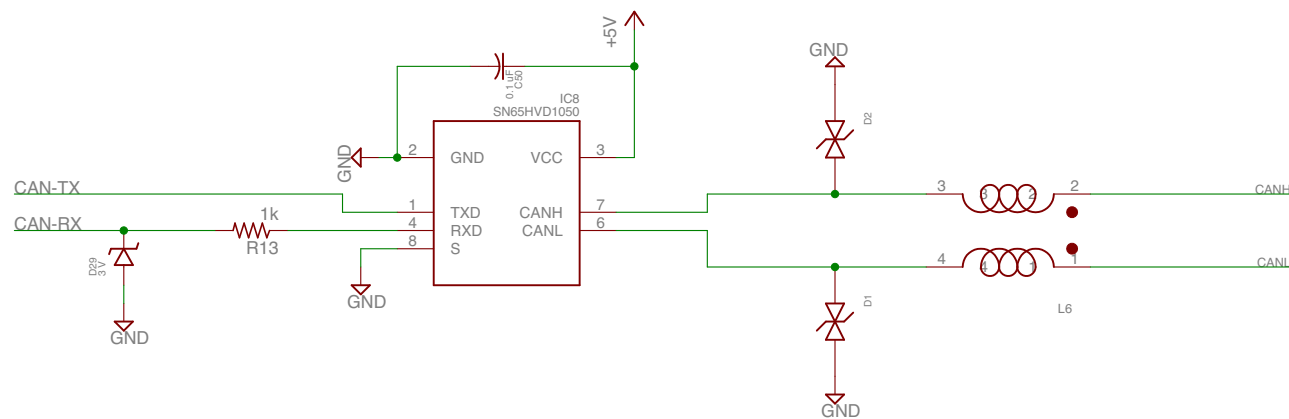 +5V
GND
0.1uF
C50
IC8
SN65HVD1050
D2
GND
2
GND
VCC
3
CAN-TX
3
3
2
2
CANH
1k
1
TXD
CANH
7
CAN-RX
4
RXD
CANL
6
R13
8
S
D29
3V
4
4
1
1
CANL
GND
D1
L6
GND
GND